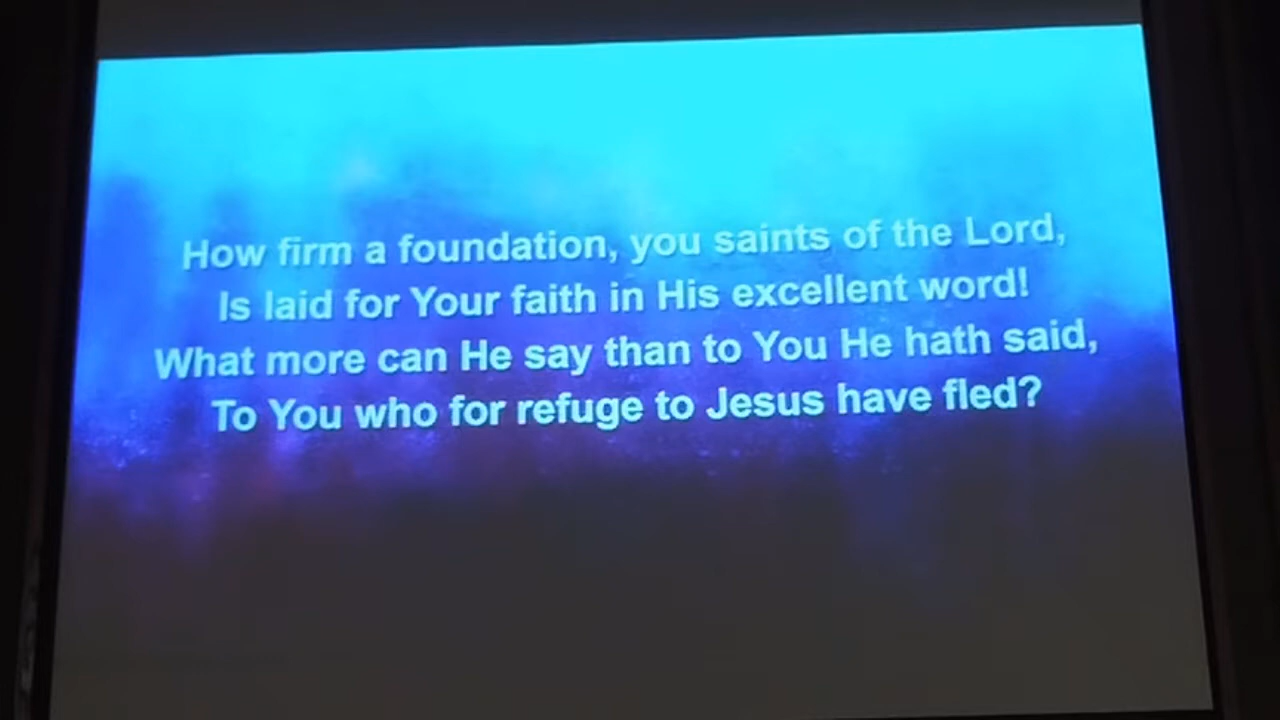 How firm a foundation, you saints of the Lord,
Is laid for Your faith in His excellent word!
What more can He say than to You He hath said,
To You who for refuge to Jesus have fled?